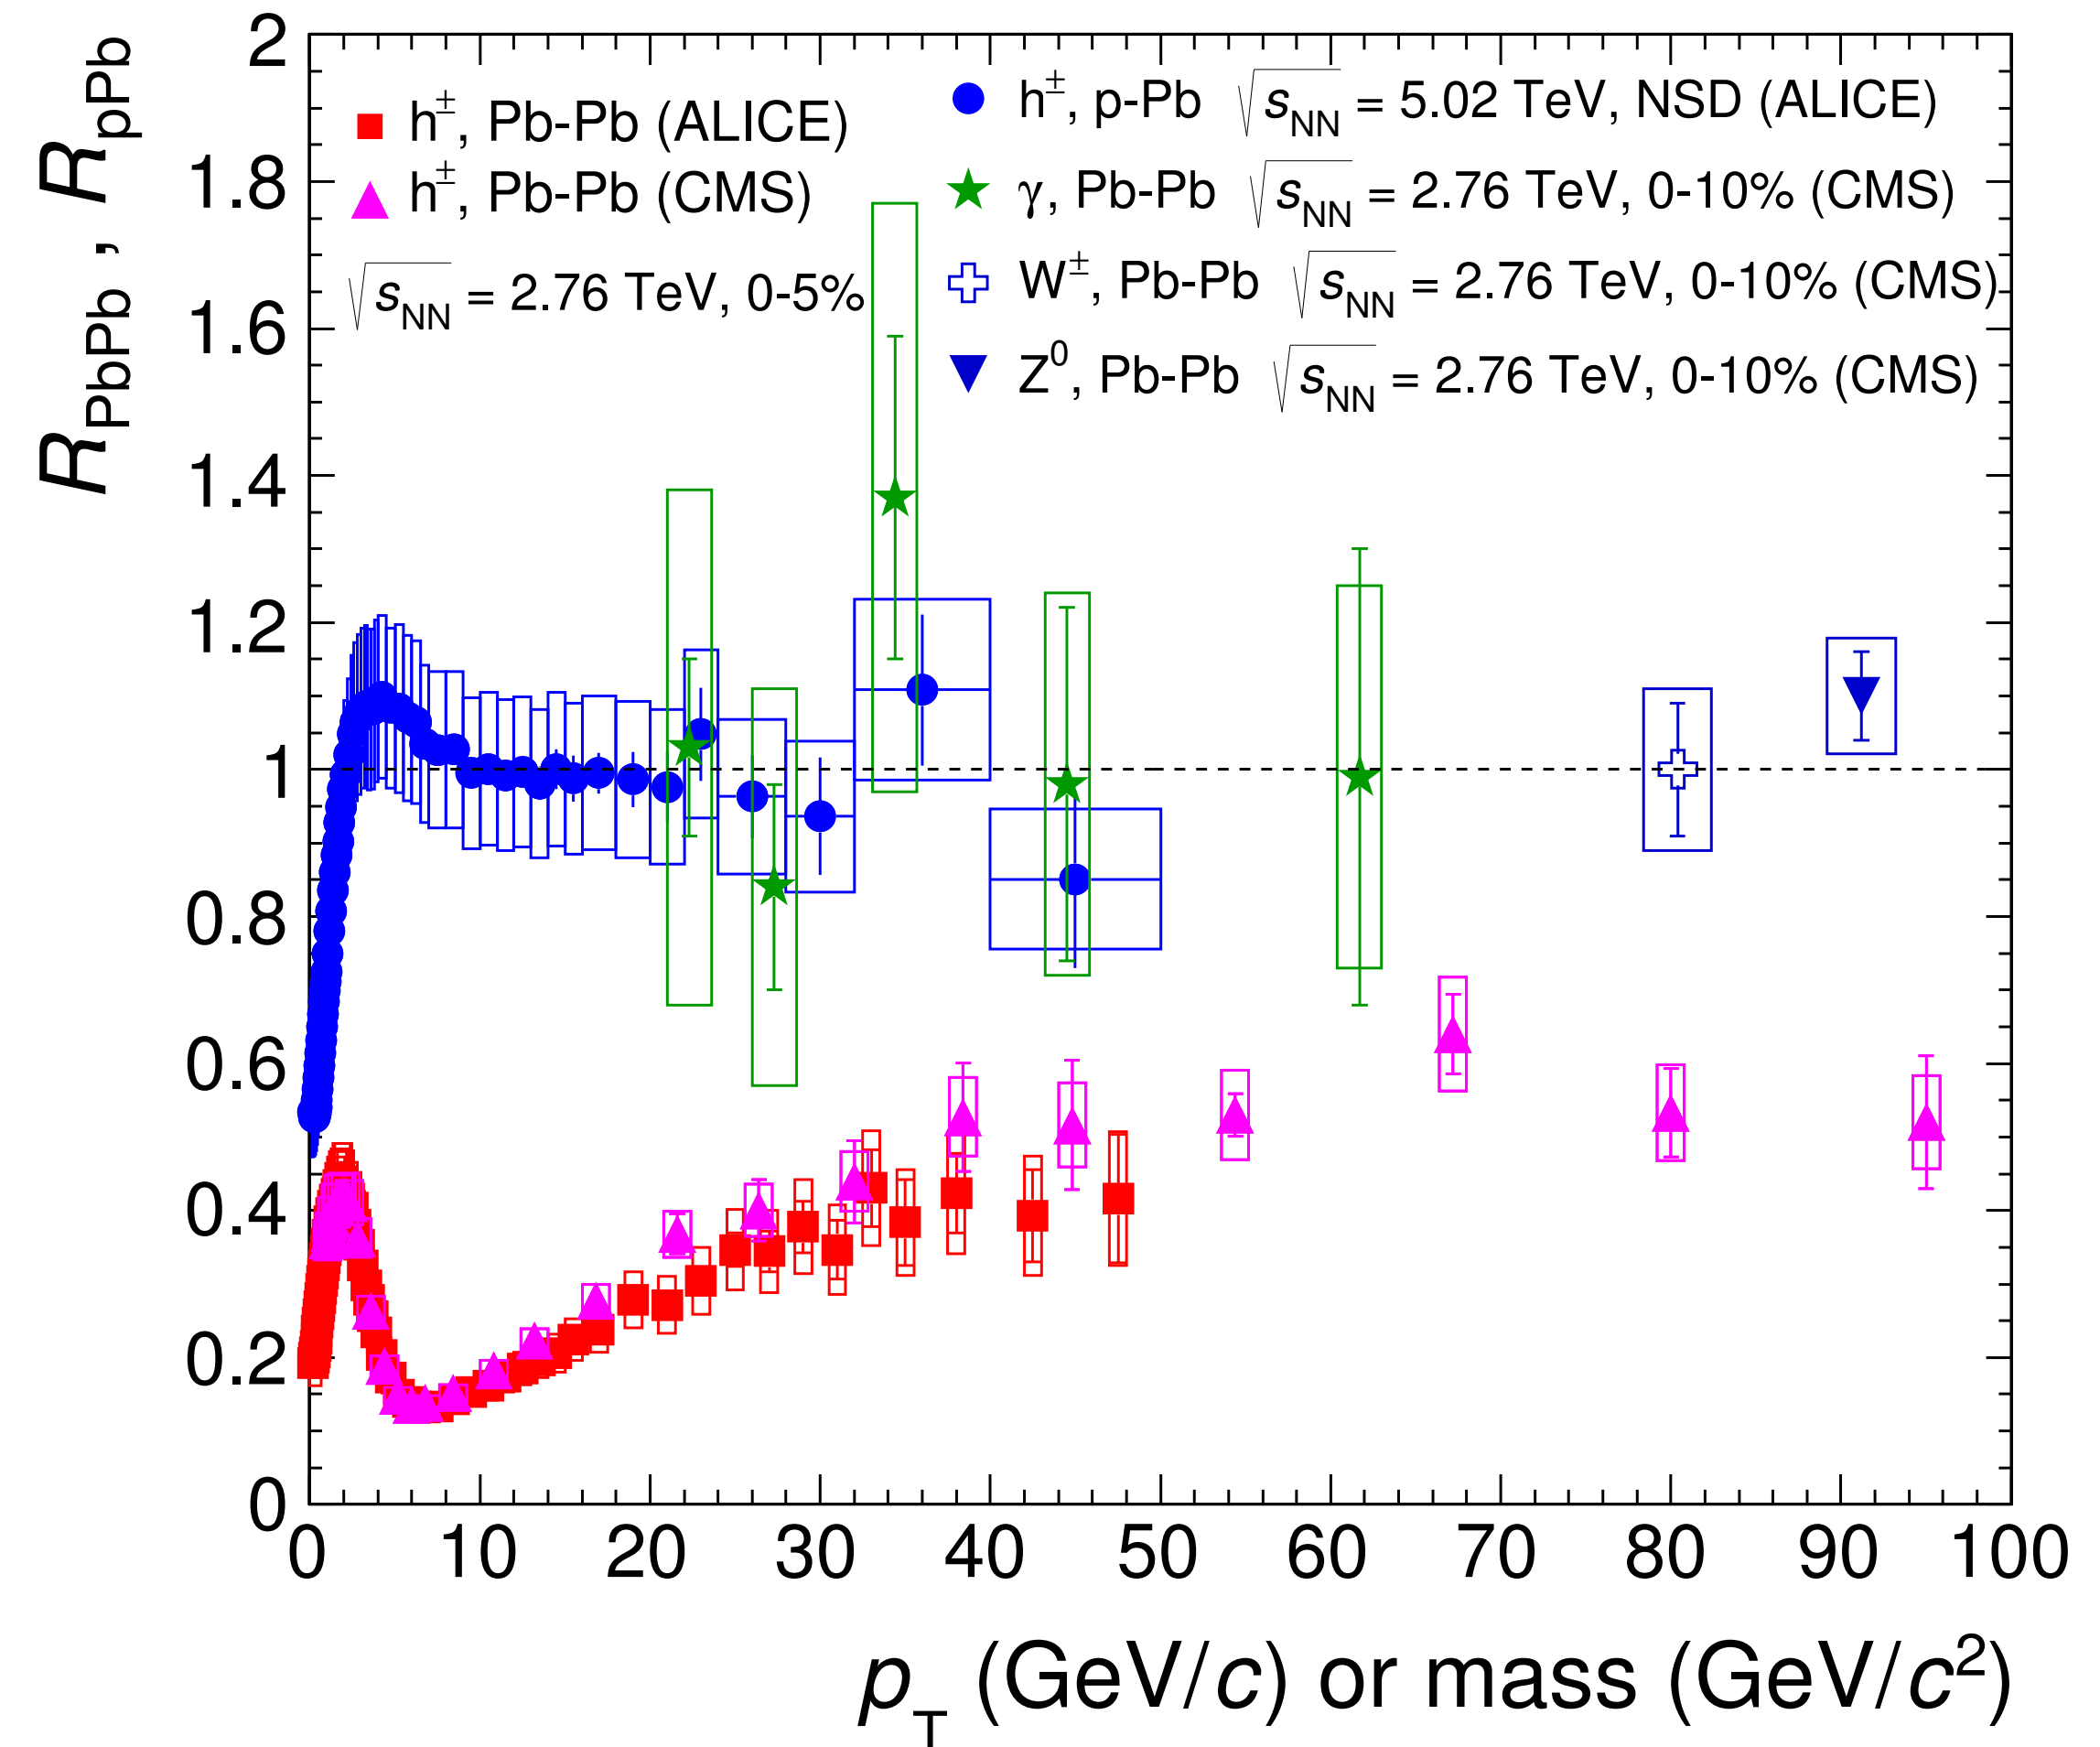 R_PbPb , R_pPb
2
1.8
1.6
1.4
1.2
1
0.8
0.6
0.4
0.2
0
h±, Pb-Pb (ALICE)
h±, Pb-Pb (CMS)
√s_NN = 2.76 TeV, 0-5%
h±, p-Pb √s_NN = 5.02 TeV, NSD (ALICE)
γ, Pb-Pb √s_NN = 2.76 TeV, 0-10% (CMS)
W±, Pb-Pb √s_NN = 2.76 TeV, 0-10% (CMS)
Z⁰, Pb-Pb √s_NN = 2.76 TeV, 0-10% (CMS)
0 10 20 30 40 50 60 70 80 90 100
p_T (GeV/c) or mass (GeV/c²)